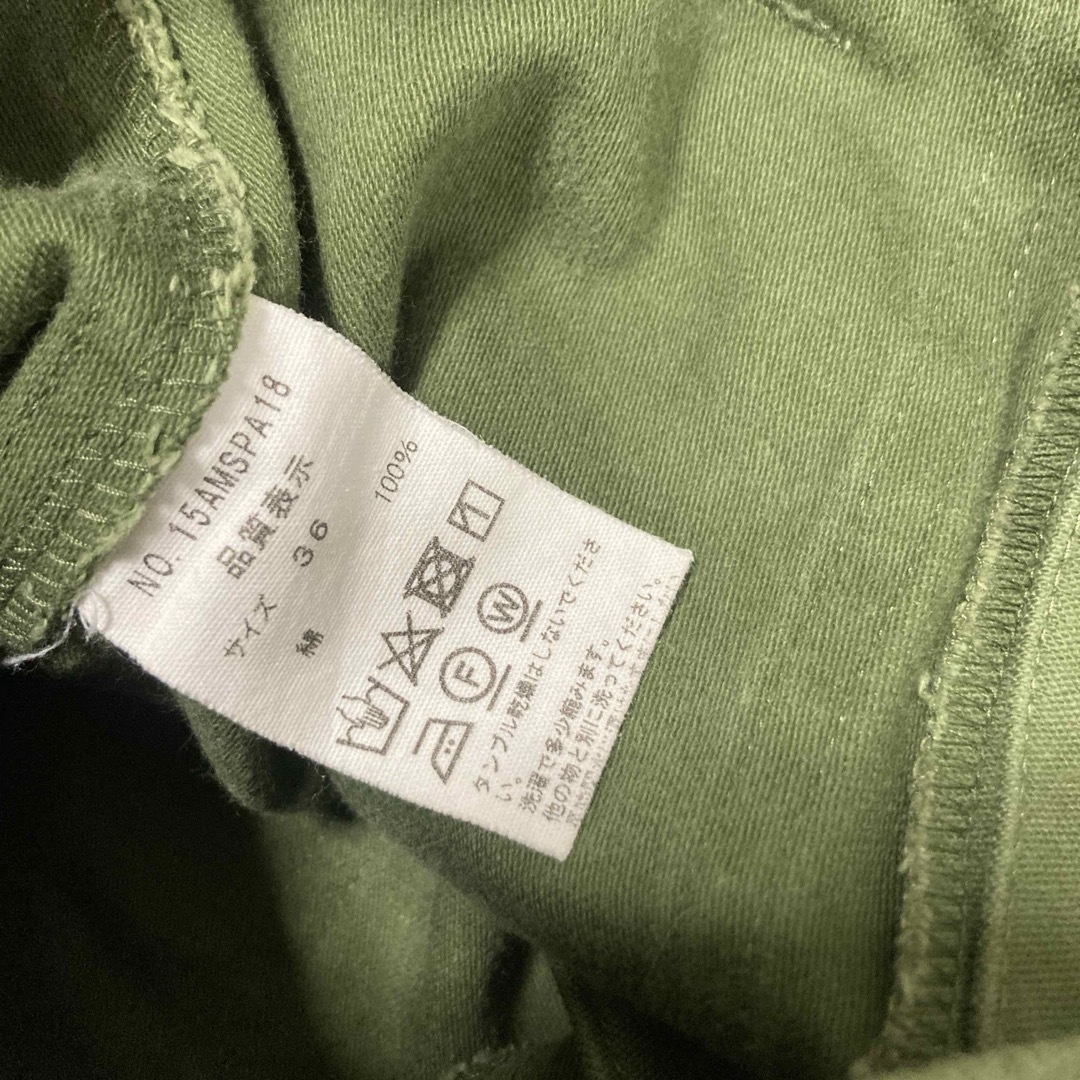 NO.15AMSPA18
品質表示
サイズ 36
綿 100%
F W
タンブル乾燥はしないでくださ
い。
洗濯で多少縮みます。
他の物と別に洗ってください。